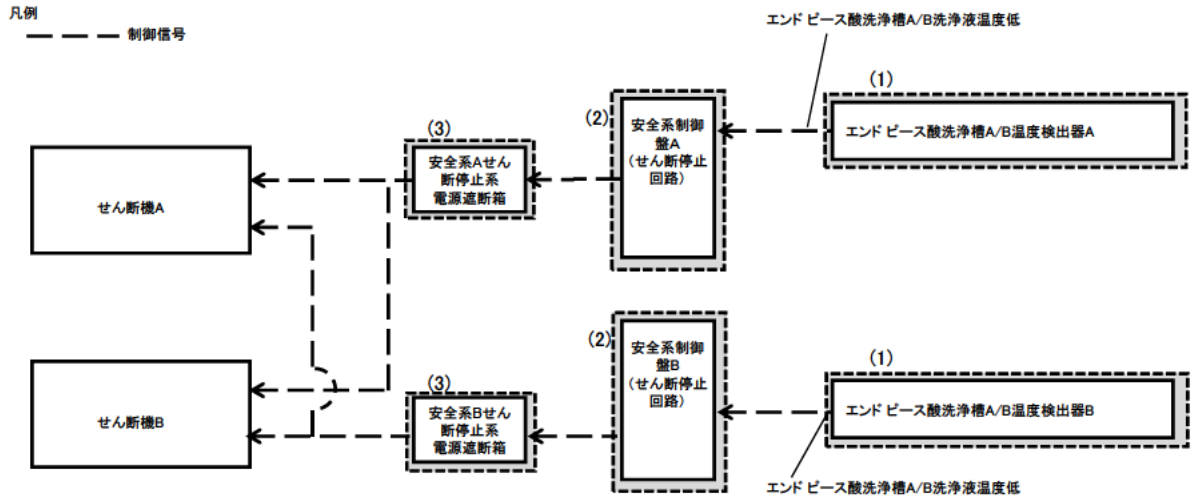 凡例
制御信号
エンド ピース酸洗浄槽A/B洗浄液温度低
(1)
エンド ピース酸洗浄槽A/B温度検出器A
(2)
安全系制御
盤A
(せん断停止
回路)
(3)
安全系Aせん
断停止系
電源遮断箱
せん断機A
(1)
エンド ピース酸洗浄槽A/B温度検出器B
(2)
安全系制御
盤B
(せん断停止
回路)
(3)
安全系Bせん
断停止系
電源遮断箱
せん断機B
エンド ピース酸洗浄槽A/B洗浄液温度低